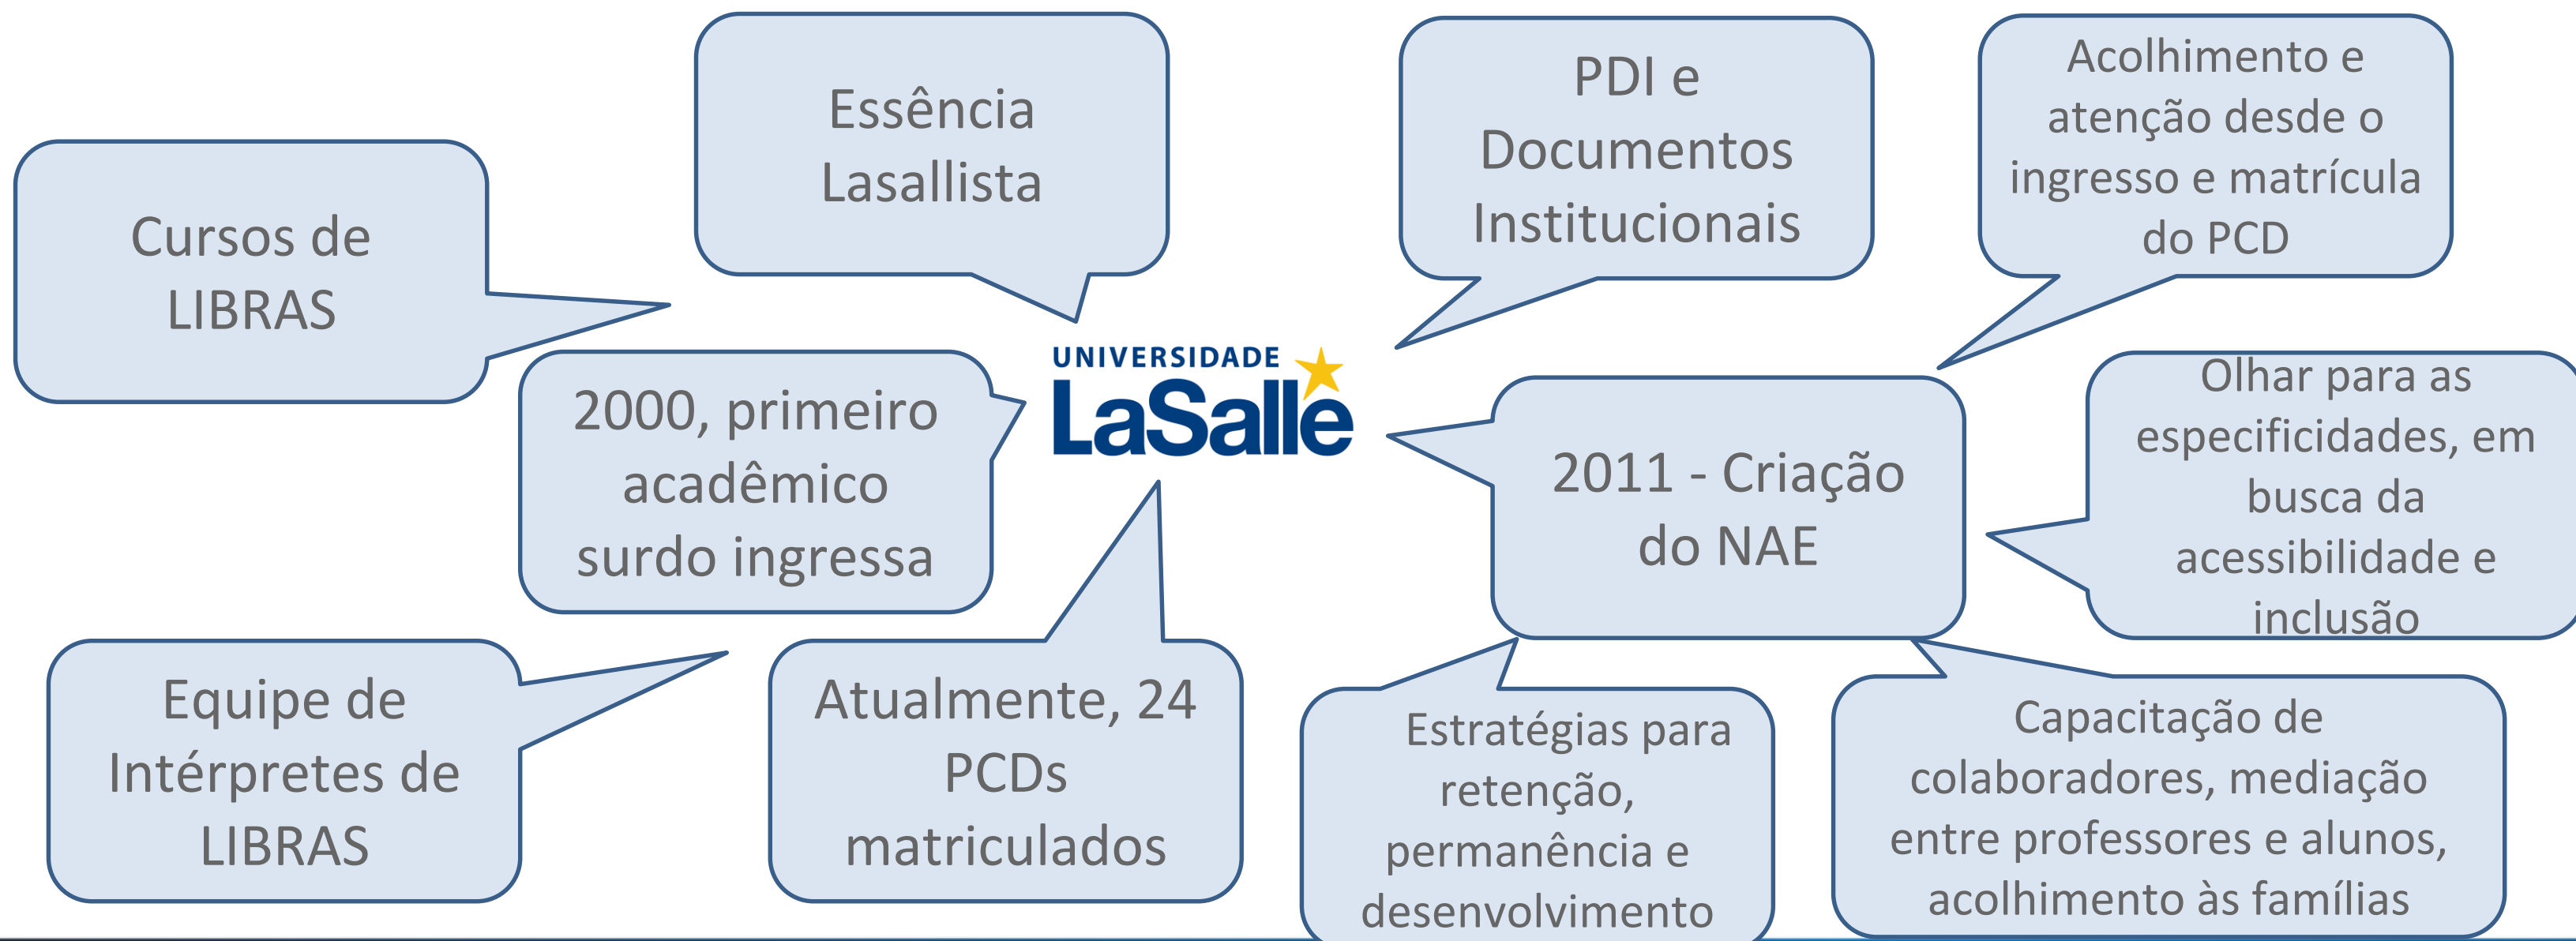 Cursos de
LIBRAS
Essência
Lasallista
PDI e
Documentos
Institucionais
Acolhimento e
atenção desde o
ingresso e matrícula
do PCD
2000, primeiro
acadêmico
surdo ingressa
UNIVERSIDADE
LaSalle
2011 - Criação
do NAE
Olhar para as
especificidades, em
busca da
acessibilidade e
inclusão
Equipe de
Intérpretes de
LIBRAS
Atualmente, 24
PCDs
matriculados
Estratégias para
retenção,
permanência e
desenvolvimento
Capacitação de
colaboradores, mediação
entre professores e alunos,
acolhimento às famílias